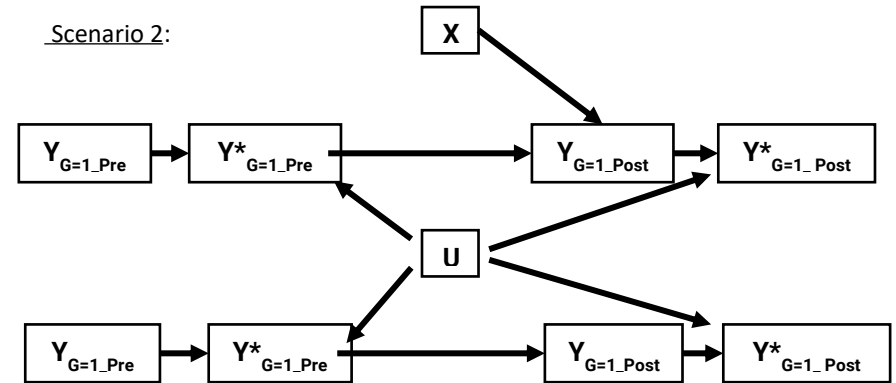 Scenario 2:
X
Y G=1_Pre
Y* G=1_Pre
Y G=1_Post
Y* G=1_ Post
U
Y G=1_Pre
Y* G=1_Pre
Y G=1_Post
Y* G=1_ Post